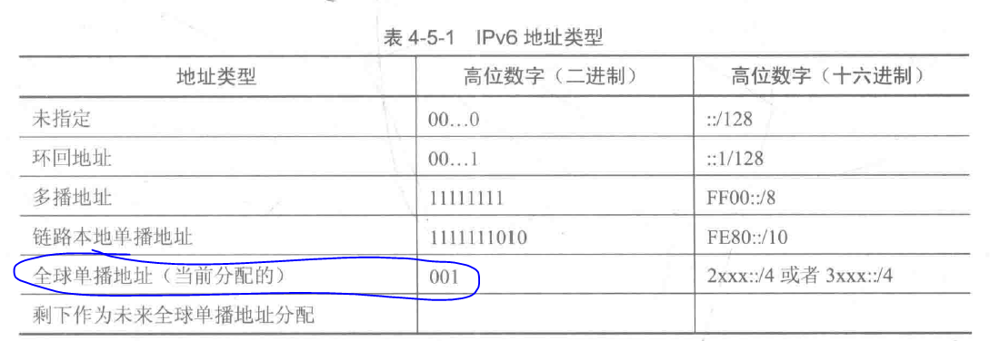 表 4-5-1 IPv6 地址类型
地址类型 高位数字（二进制） 高位数字（十六进制）
未指定 00…0 ::/128
环回地址 00…1 ::1/128
多播地址 11111111 FF00::/8
链路本地单播地址 1111111010 FE80::/10
全球单播地址（当前分配的） 001 2xxx::/4 或者 3xxx::/4
剩下作为未来全球单播地址分配